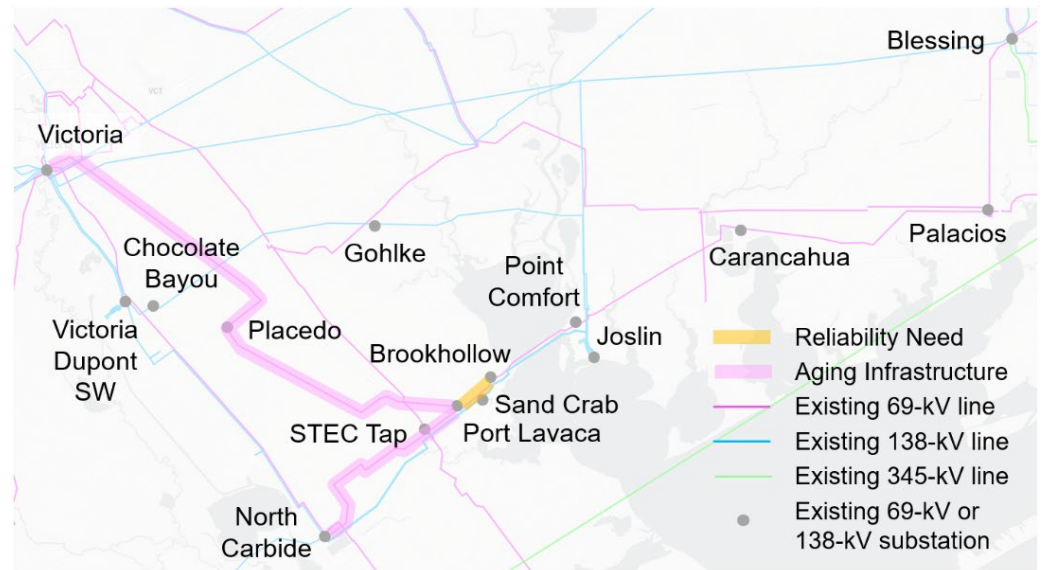 Blessing
Victoria
VCT
Chocolate
Bayou
Gohlke
Palacios
Carancahua
Point
Comfort
Victoria
Dupont
SW
Placedo
Joslin
Brookhollow
Sand Crab
STEC Tap
Port Lavaca
North
Carbide
Reliability Need
Aging Infrastructure
Existing 69-kV line
Existing 138-kV line
Existing 345-kV line
Existing 69-kV or
138-kV substation